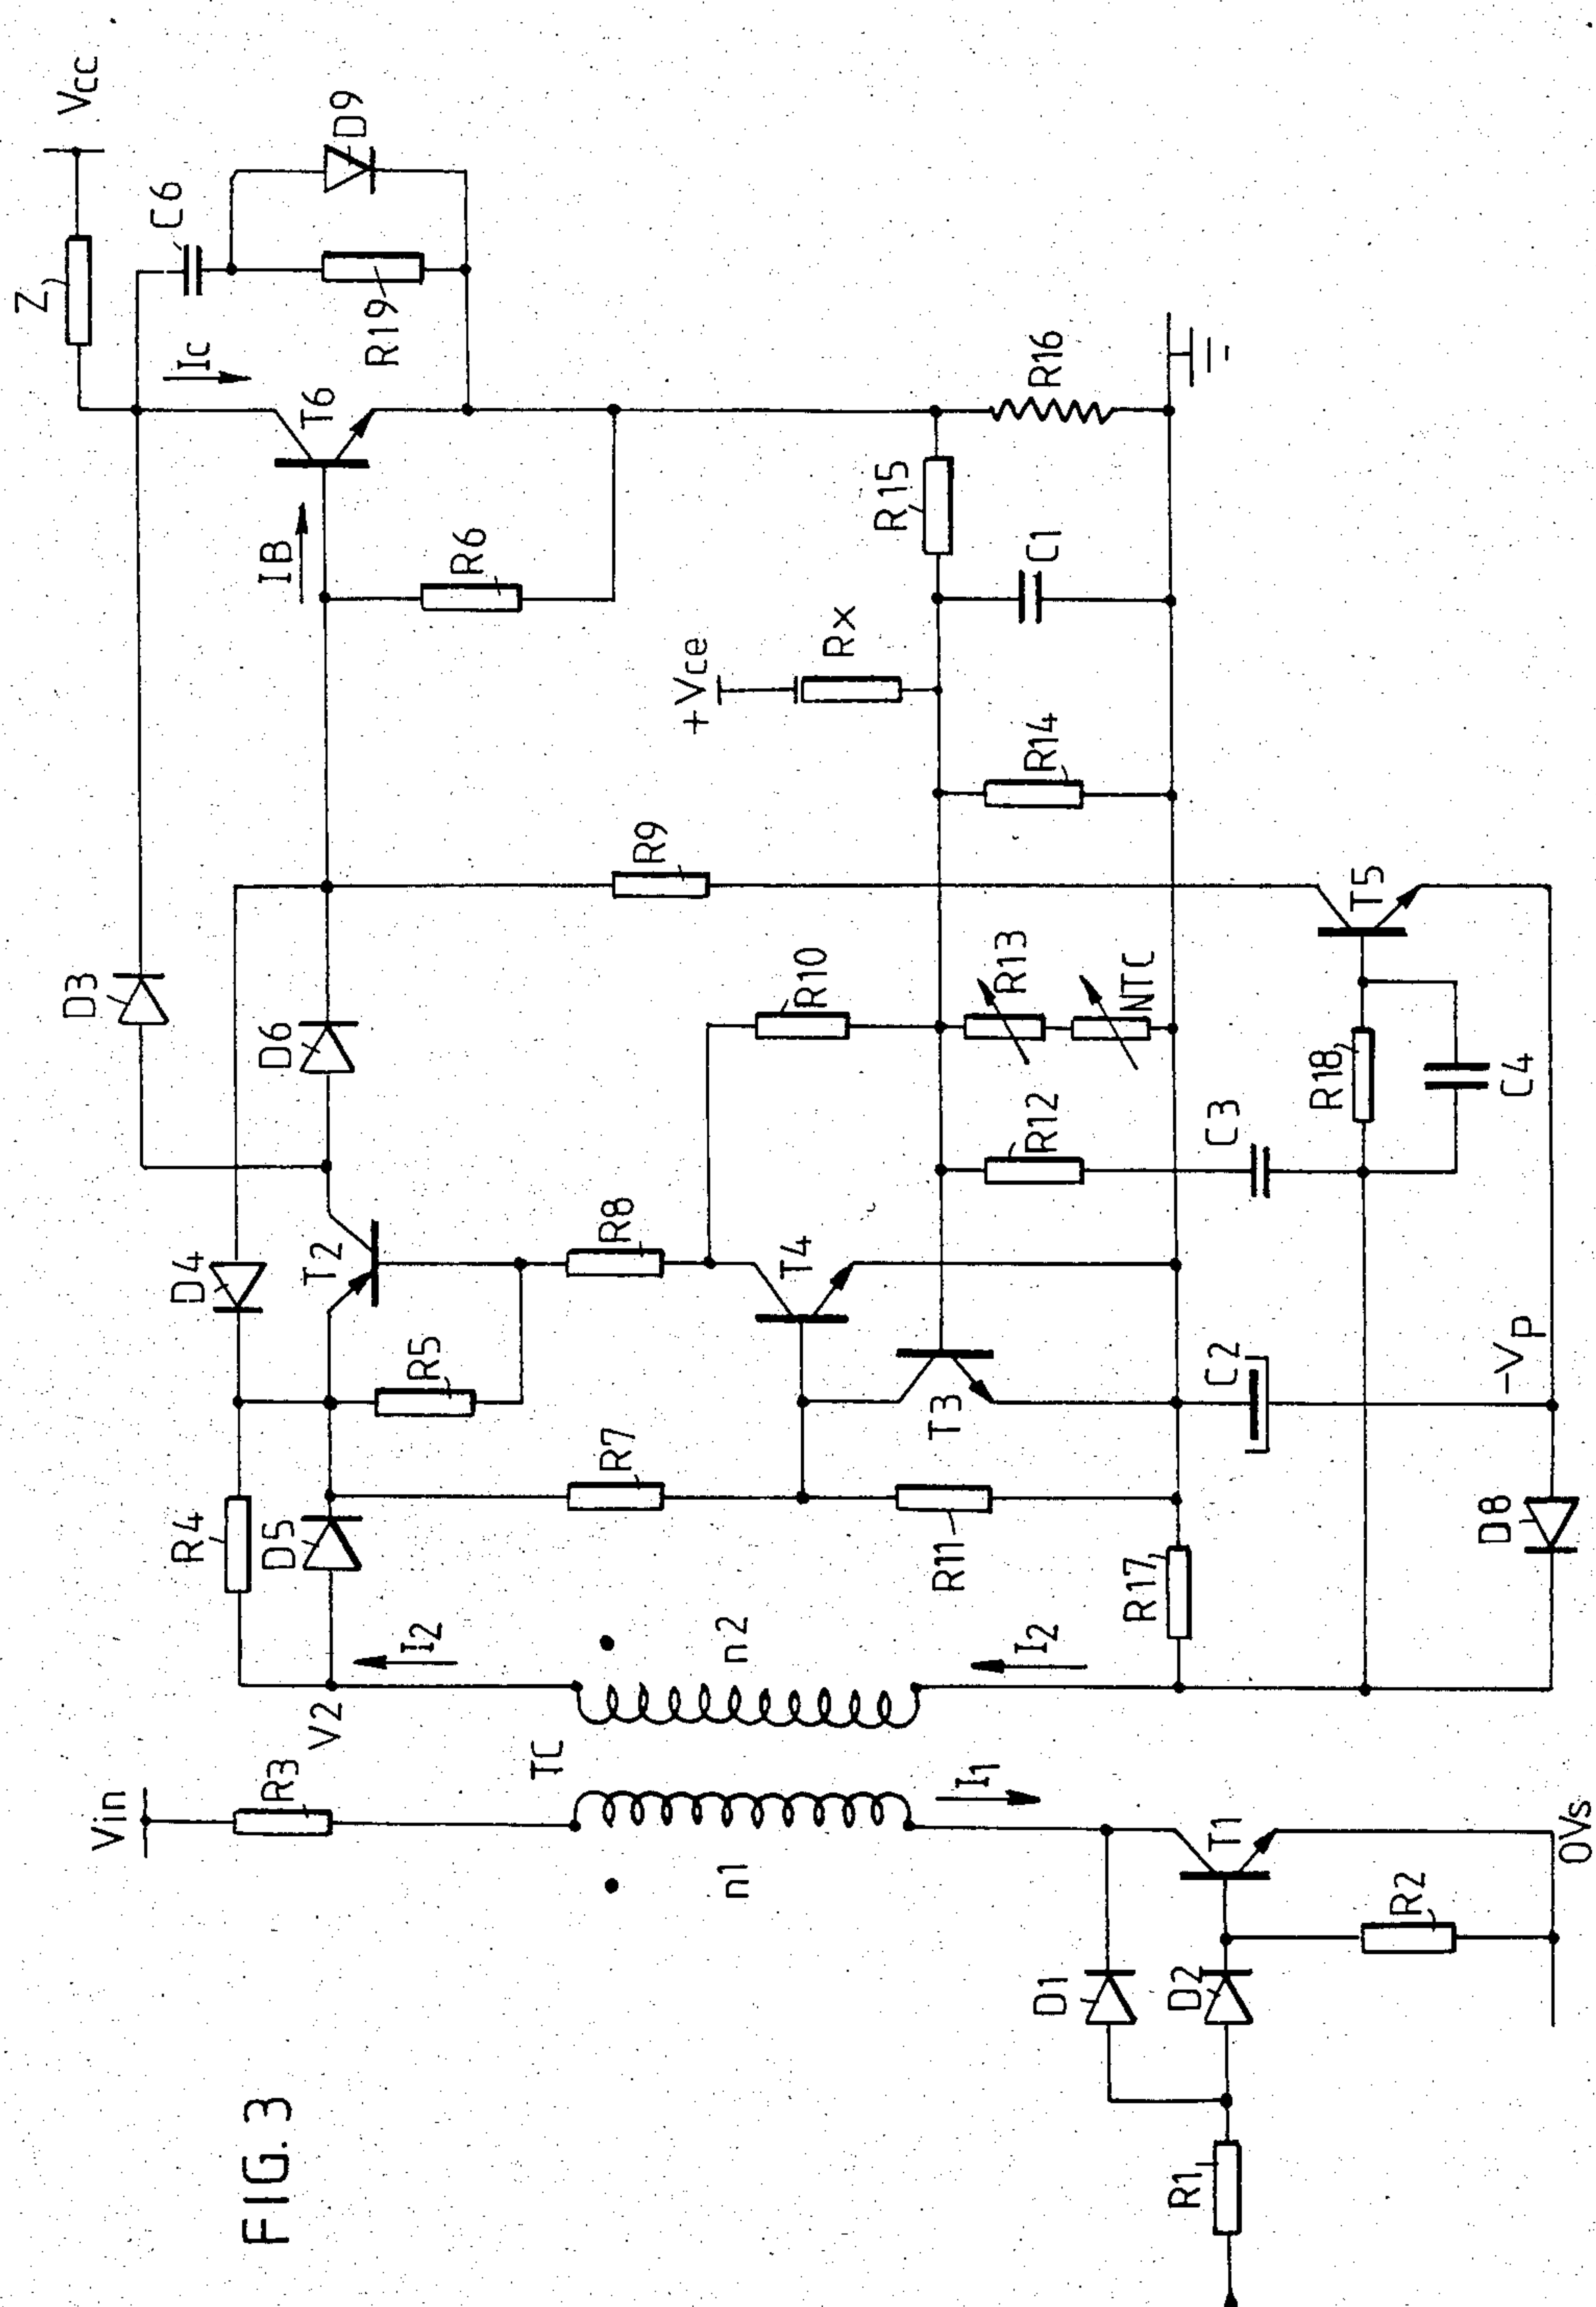 FIG. 3
Vin
R3
V2
TC
n1
n2
I1
I2
I2
R1
D1
D2
T1
R2
0Vs
R4
D5
R7
R11
R17
D8
D4
T2
R5
R8
T4
T3
C2
-Vp
D3
D6
R10
R12
R13
NTC
C3
R18
C4
R9
T5
R14
+Vce
Rx
C1
R15
R16
IB
R6
T6
Ic
Z
Vcc
C6
R19
D9